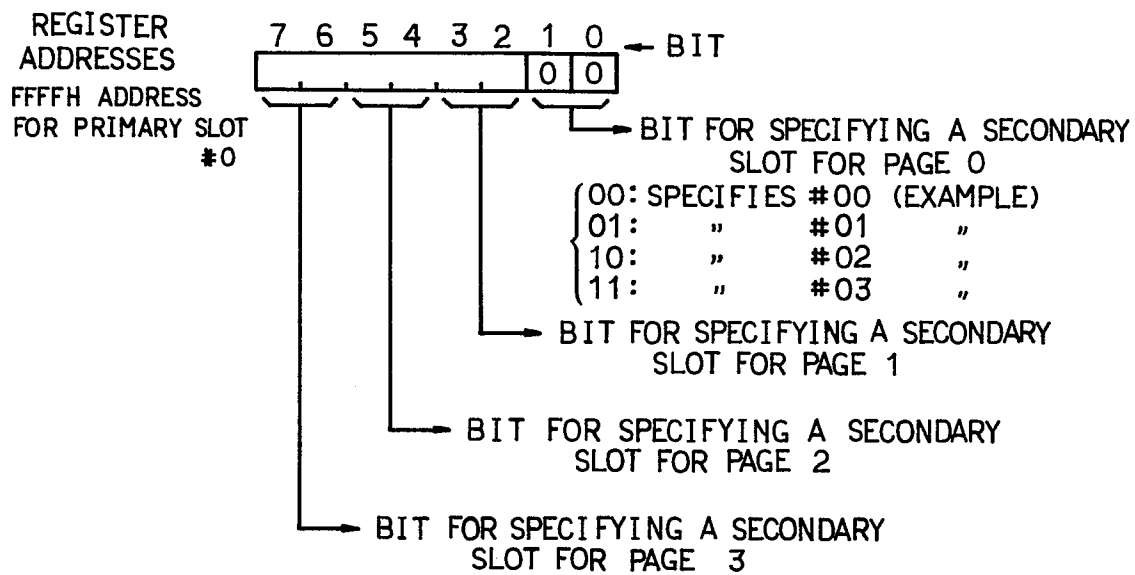 REGISTER ADDRESSES
7 6 5 4 3 2 1 0 ← BIT
0 0
FFFFH ADDRESS
FOR PRIMARY SLOT
#0
BIT FOR SPECIFYING A SECONDARY
SLOT FOR PAGE 0
00: SPECIFIES #00 (EXAMPLE)
01: " #01 "
10: " #02 "
11: " #03 "
BIT FOR SPECIFYING A SECONDARY
SLOT FOR PAGE 1
BIT FOR SPECIFYING A SECONDARY
SLOT FOR PAGE 2
BIT FOR SPECIFYING A SECONDARY
SLOT FOR PAGE 3